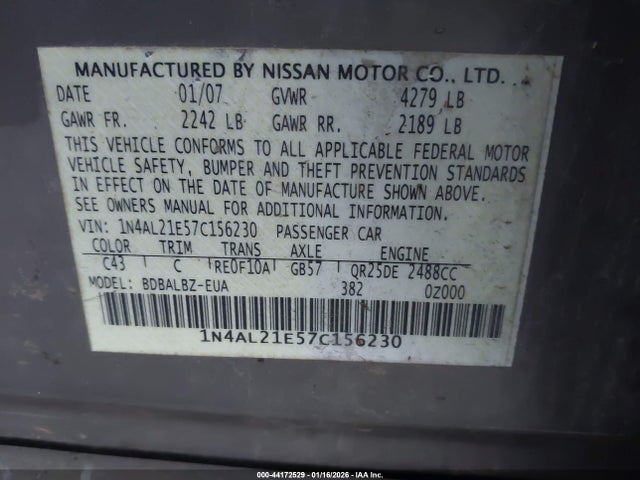 MANUFACTURED BY NISSAN MOTOR CO., LTD.
DATE 01/07 GVWR 4279 LB
GAWR FR. 2242 LB GAWR RR. 2189 LB
THIS VEHICLE CONFORMS TO ALL APPLICABLE FEDERAL MOTOR
VEHICLE SAFETY, BUMPER AND THEFT PREVENTION STANDARDS
IN EFFECT ON THE DATE OF MANUFACTURE SHOWN ABOVE.
SEE OWNERS MANUAL FOR ADDITIONAL INFORMATION.
VIN: 1N4AL21E57C156230 PASSENGER CAR
COLOR TRIM TRANS AXLE ENGINE
C43 C RE0F10A GB57 QR25DE 2488CC
MODEL: BDBALBZ-EUA 382 0Z000
1N4AL21E57C156230
000-44172529 - 01/16/2026 - IAA Inc.